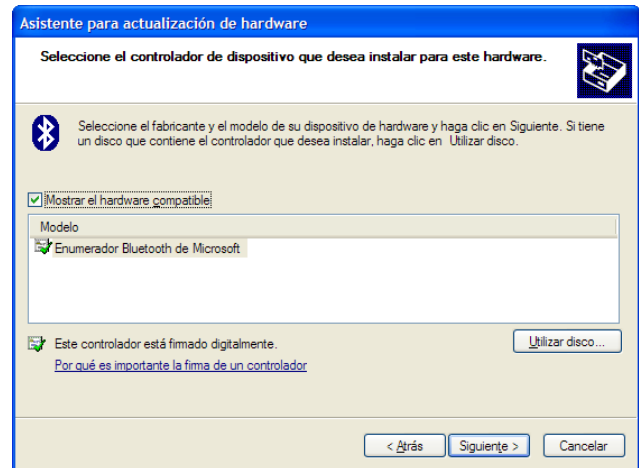 Asistente para actualización de hardware
Seleccione el controlador de dispositivo que desea instalar para este hardware.
Seleccione el fabricante y el modelo de su dispositivo de hardware y haga clic en Siguiente. Si tiene
un disco que contiene el controlador que desea instalar, haga clic en Utilizar disco.
Mostrar el hardware compatible
Modelo
Enumerador Bluetooth de Microsoft
Este controlador está firmado digitalmente.
Utilizar disco...
Por qué es importante la firma de un controlador
< Atrás
Siguiente >
Cancelar